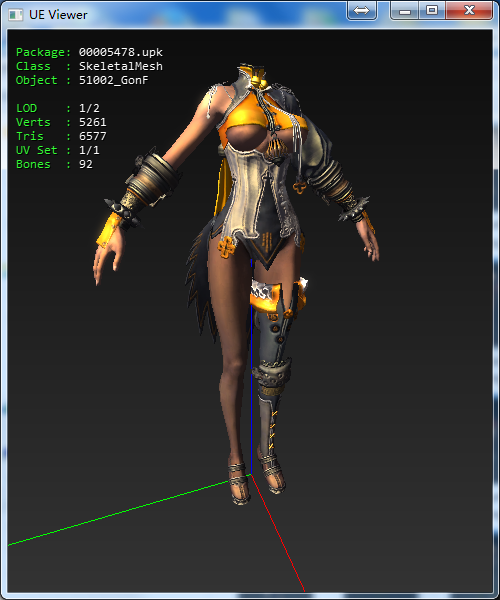 UE Viewer
Package: 00005478.upk
Class : SkeletalMesh
Object : 51002_GonF
LOD : 1/2
Verts : 5261
Tris : 6577
UV Set : 1/1
Bones : 92